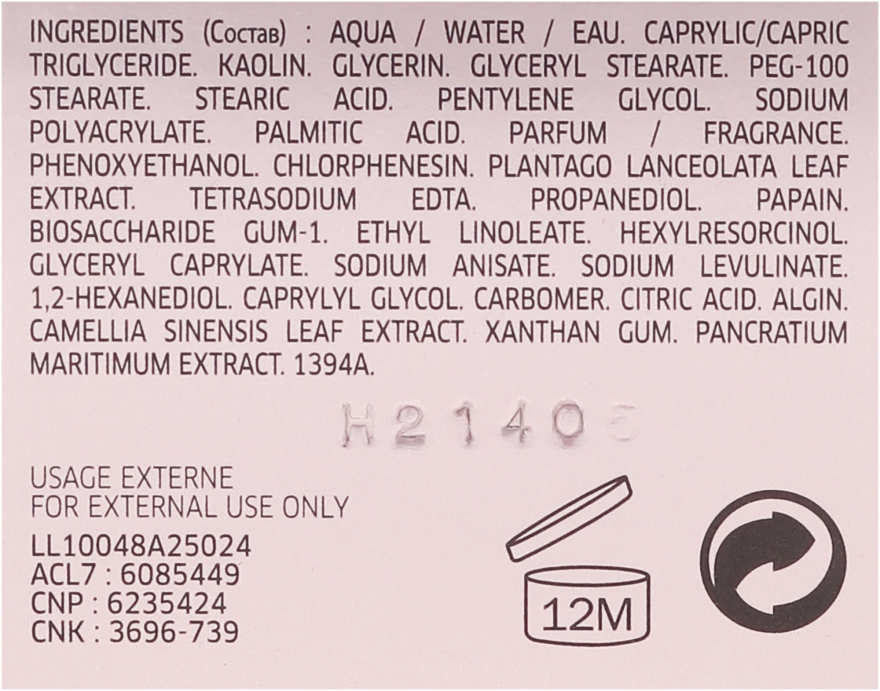 INGREDIENTS (Состав) : AQUA / WATER / EAU. CAPRYLIC/CAPRIC
TRIGLYCERIDE. KAOLIN. GLYCERIN. GLYCERYL STEARATE. PEG-100
STEARATE. STEARIC ACID. PENTYLENE GLYCOL. SODIUM
POLYACRYLATE. PALMITIC ACID. PARFUM / FRAGRANCE.
PHENOXYETHANOL. CHLORPHENESIN. PLANTAGO LANCEOLATA LEAF
EXTRACT. TETRASODIUM EDTA. PROPANEDIOL. PAPAIN.
BIOSACCHARIDE GUM-1. ETHYL LINOLEATE. HEXYLRESORCINOL.
GLYCERYL CAPRYLATE. SODIUM ANISATE. SODIUM LEVULINATE.
1,2-HEXANEDIOL. CAPRYLYL GLYCOL. CARBOMER. CITRIC ACID. ALGIN.
CAMELLIA SINENSIS LEAF EXTRACT. XANTHAN GUM. PANCRATIUM
MARITIMUM EXTRACT. 1394A.
USAGE EXTERNE
FOR EXTERNAL USE ONLY
LL10048A25024
ACL7 : 6085449
CNP : 6235424
CNK : 3696-739
12M